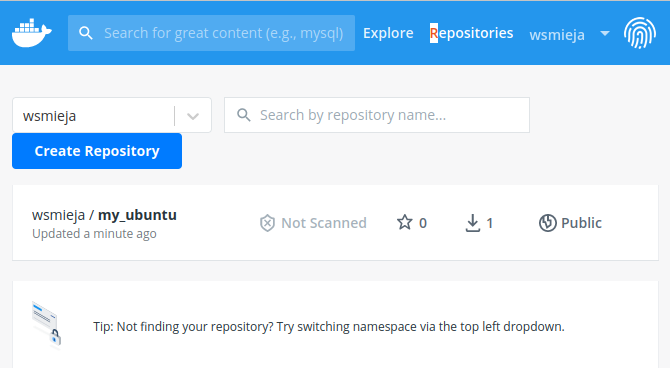 Search for great content (e.g., mysql)
Explore
Repositories
wsmieja
wsmieja
Search by repository name...
Create Repository
wsmieja / my_ubuntu
Updated a minute ago
Not Scanned
0
1
Public
Tip: Not finding your repository? Try switching namespace via the top left dropdown.